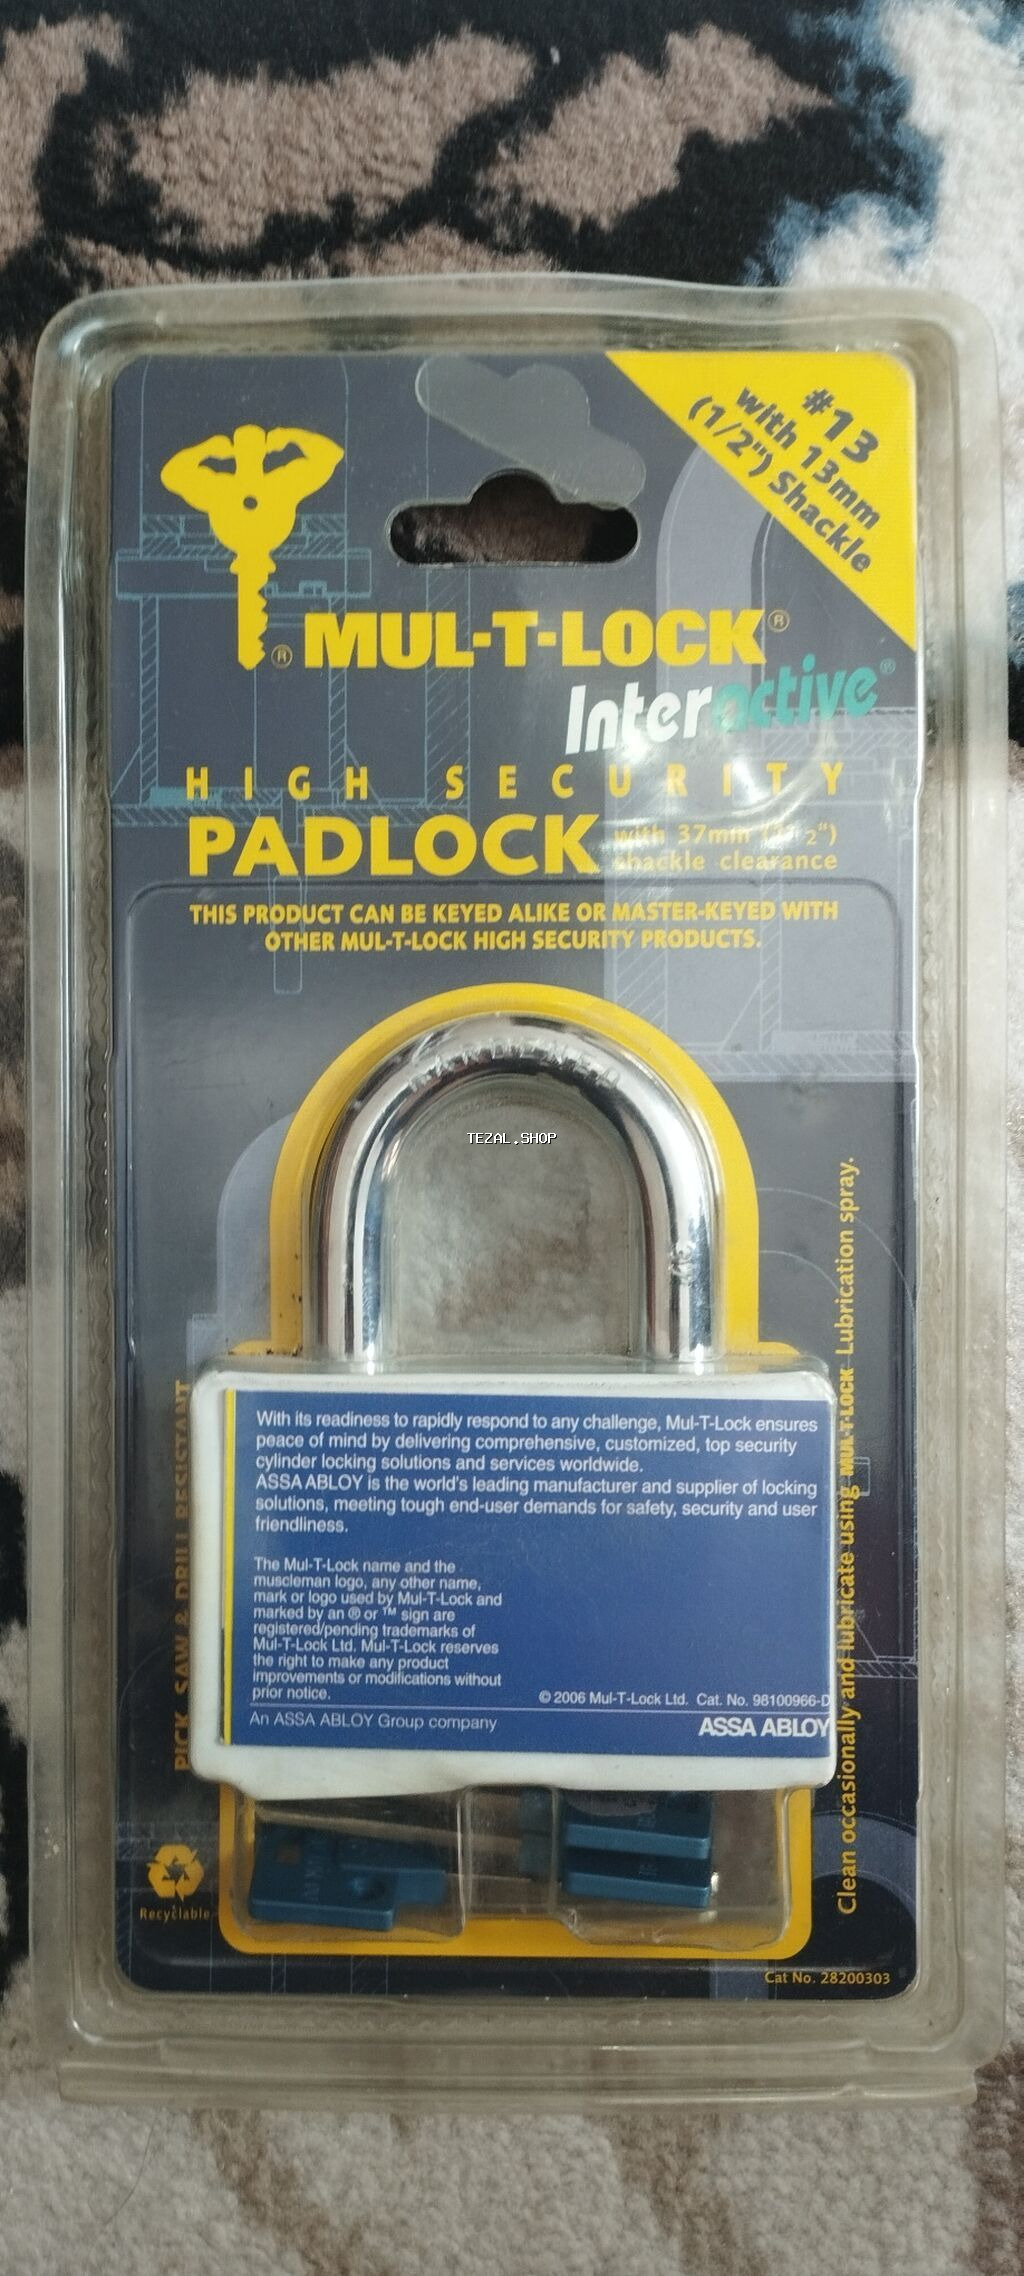 #13
with 13mm
(1/2") Shackle
® MUL-T-LOCK®
Interactive®
HIGH SECURITY
PADLOCK
with 37mm
shackle clearance
THIS PRODUCT CAN BE KEYED ALIKE OR MASTER-KEYED WITH
OTHER MUL-T-LOCK HIGH SECURITY PRODUCTS.
HARDENED
TEZAL.SHOP
With its readiness to rapidly respond to any challenge, Mul-T-Lock ensures
peace of mind by delivering comprehensive, customized, top security
cylinder locking solutions and services worldwide.
ASSA ABLOY is the world's leading manufacturer and supplier of locking
solutions, meeting tough end-user demands for safety, security and user
friendliness.
The Mul-T-Lock name and the
muscleman logo, any other name,
mark or logo used by Mul-T-Lock and
marked by an ® or ™ sign are
registered/pending trademarks of
Mul-T-Lock Ltd. Mul-T-Lock reserves
the right to make any product
improvements or modifications without
prior notice.
© 2006 Mul-T-Lock Ltd. Cat. No. 98100966-D
An ASSA ABLOY Group company
ASSA ABLOY
PICK, SAW & DRILL RESISTANT
Clean occasionally and lubricate using MUL-T-LOCK Lubrication spray.
Recyclable
Cat No. 28200303